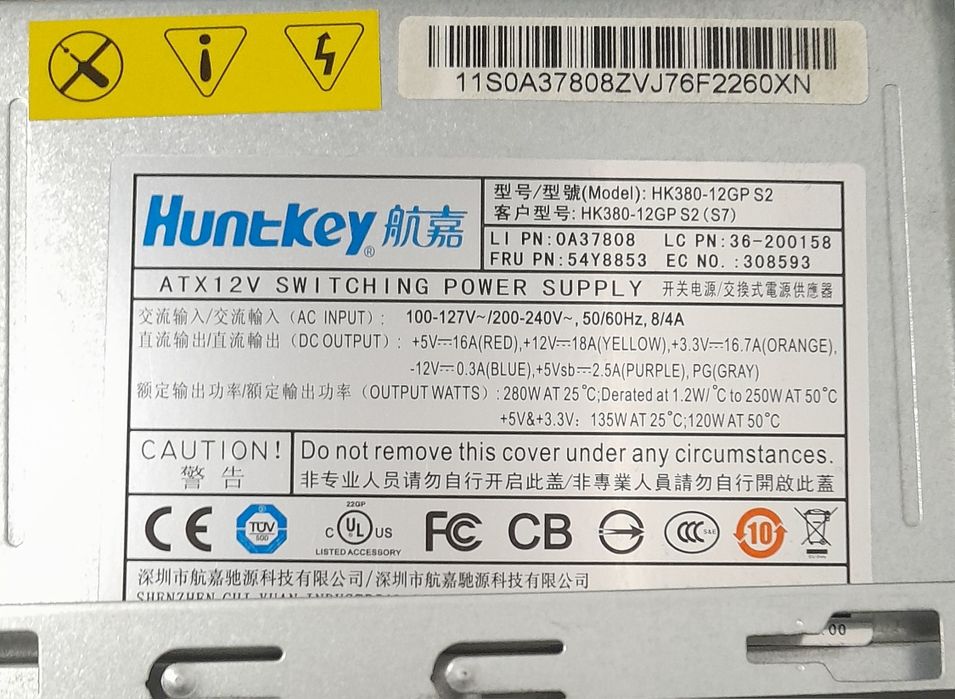 11S0A37808ZVJ76F2260XN
Huntkey® 航嘉
型号/型號(Model): HK380-12GP S2
客户型号: HK380-12GP S2 (S7)
LI PN:0A37808 LC PN:36-200158
FRU PN:54Y8853 EC NO.:308593
ATX12V SWITCHING POWER SUPPLY 开关电源/交換式電源供應器
交流输入/交流輸入 (AC INPUT): 100-127V~/200-240V~, 50/60Hz, 8/4A
直流输出/直流輸出 (DC OUTPUT): +5V⎓16A(RED),+12V⎓18A(YELLOW),+3.3V⎓16.7A(ORANGE),
-12V⎓0.3A(BLUE),+5Vsb⎓2.5A(PURPLE), PG(GRAY)
额定输出功率/額定輸出功率 (OUTPUT WATTS): 280W AT 25°C;Derated at 1.2W/°C to 250W AT 50°C
+5V&+3.3V: 135W AT 25°C;120W AT 50°C
CAUTION! Do not remove this cover under any circumstances.
警告 非专业人员请勿自行开启此盖/非專業人員請勿自行開啟此蓋
CE TÜV 500 22GP c UL US LISTED ACCESSORY FC CB CCC S&E 10
深圳市航嘉驰源科技有限公司/深圳市航嘉馳源科技有限公司
SHENZHEN CHI YUAN
00